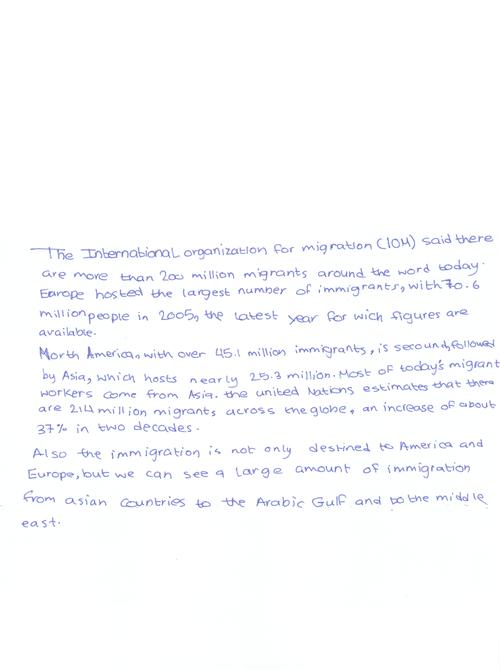 The International organization for migration (IOM) said there
are more than 200 million migrants around the word today.
Europe hosted the largest number of immigrants, with 70.6
million people in 2005, the latest year for wich figures are
available.
North America, with over 45.1 million immigrants, is secound, followed
by Asia, which hosts nearly 25.3 million. Most of today's migrant
workers come from Asia. the united Nations estimates that there
are 214 million migrants across the globe, an increase of about
37% in two decades.
Also the immigration is not only destined to America and
Europe, but we can see a large amount of immigration
from asian countries to the Arabic Gulf and to the middle
east.